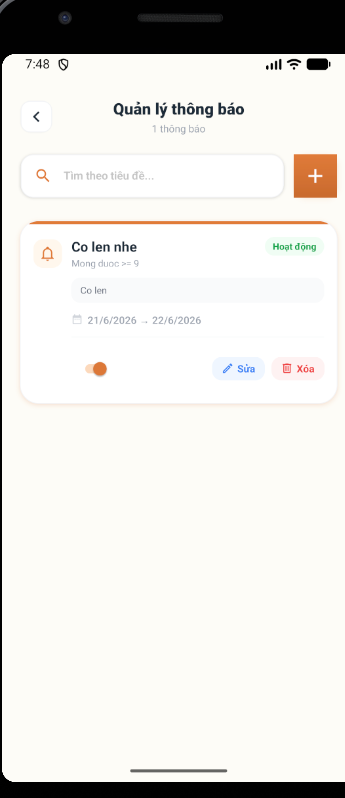 7:48
Quản lý thông báo
1 thông báo
Tìm theo tiêu đề...
Co len nhe
Hoạt động
Mong duoc >= 9
Co len
21/6/2026 → 22/6/2026
Sửa
Xóa